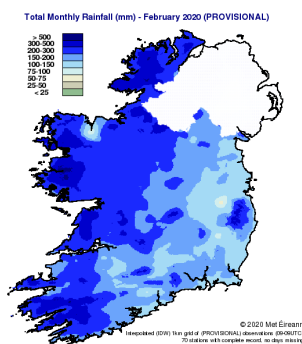 Total Monthly Rainfall (mm) - February 2020 (PROVISIONAL)
> 500
300-500
200-300
150-200
100-150
75-100
50-75
25-50
< 25
© 2020 Met Éireann
Interpolated (IDW) 1km grid of (PROVISIONAL) observations (09-09UTC
70 stations with complete record, no days missin